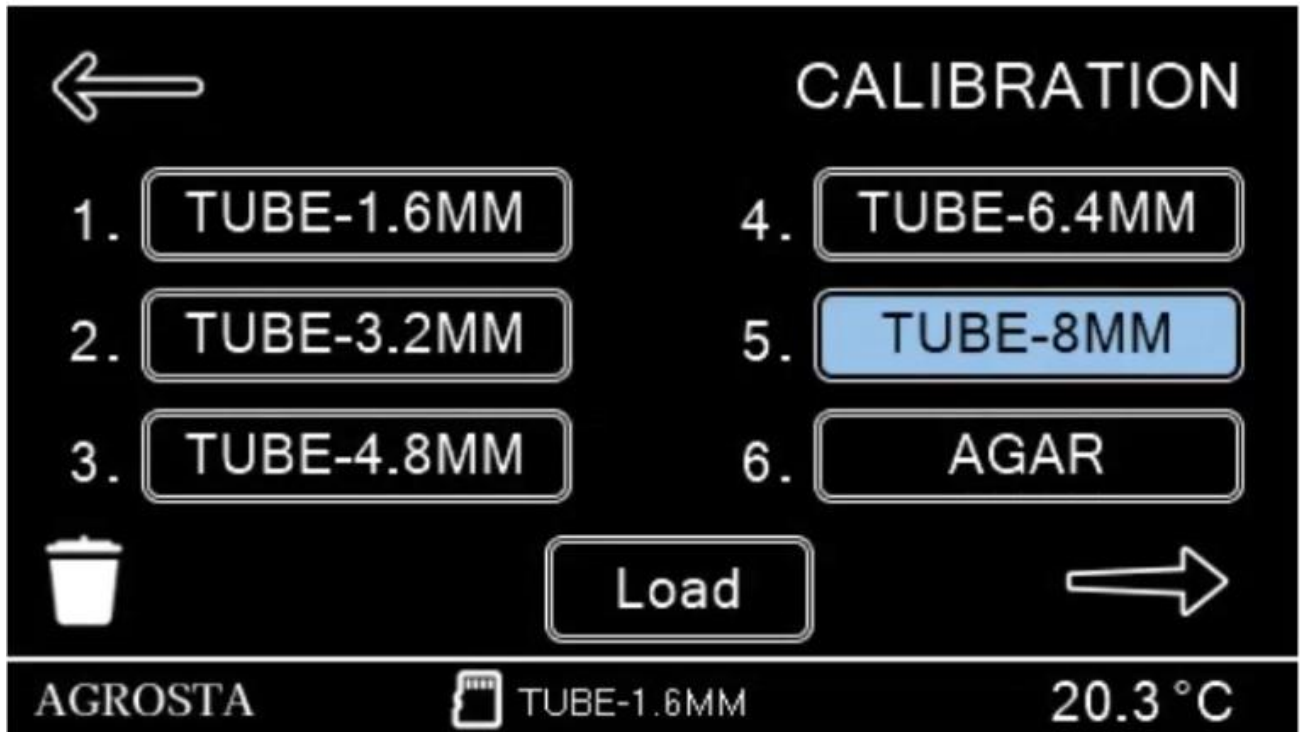 CALIBRATION
1. TUBE-1.6MM
2. TUBE-3.2MM
3. TUBE-4.8MM
4. TUBE-6.4MM
5. TUBE-8MM
6. AGAR
Load
AGROSTA
TUBE-1.6MM
20.3°C